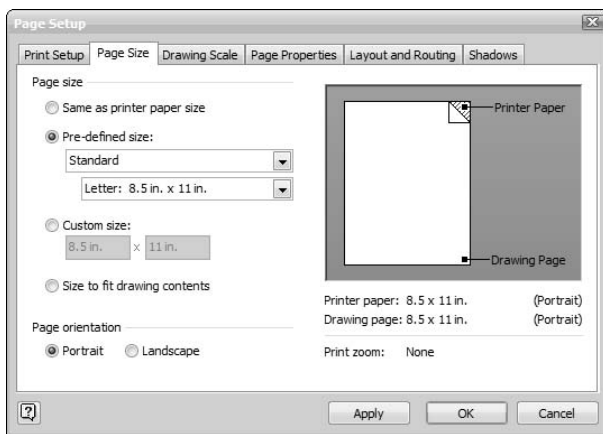 Page Setup
Print Setup Page Size Drawing Scale Page Properties Layout and Routing Shadows
Page size
Same as printer paper size
Pre-defined size:
Standard
Letter: 8.5 in. x 11 in.
Custom size:
8.5 in. x 11 in.
Size to fit drawing contents
Page orientation
Portrait Landscape
Printer Paper
Drawing Page
Printer paper: 8.5 x 11 in. (Portrait)
Drawing page: 8.5 x 11 in. (Portrait)
Print zoom: None
?
Apply OK Cancel